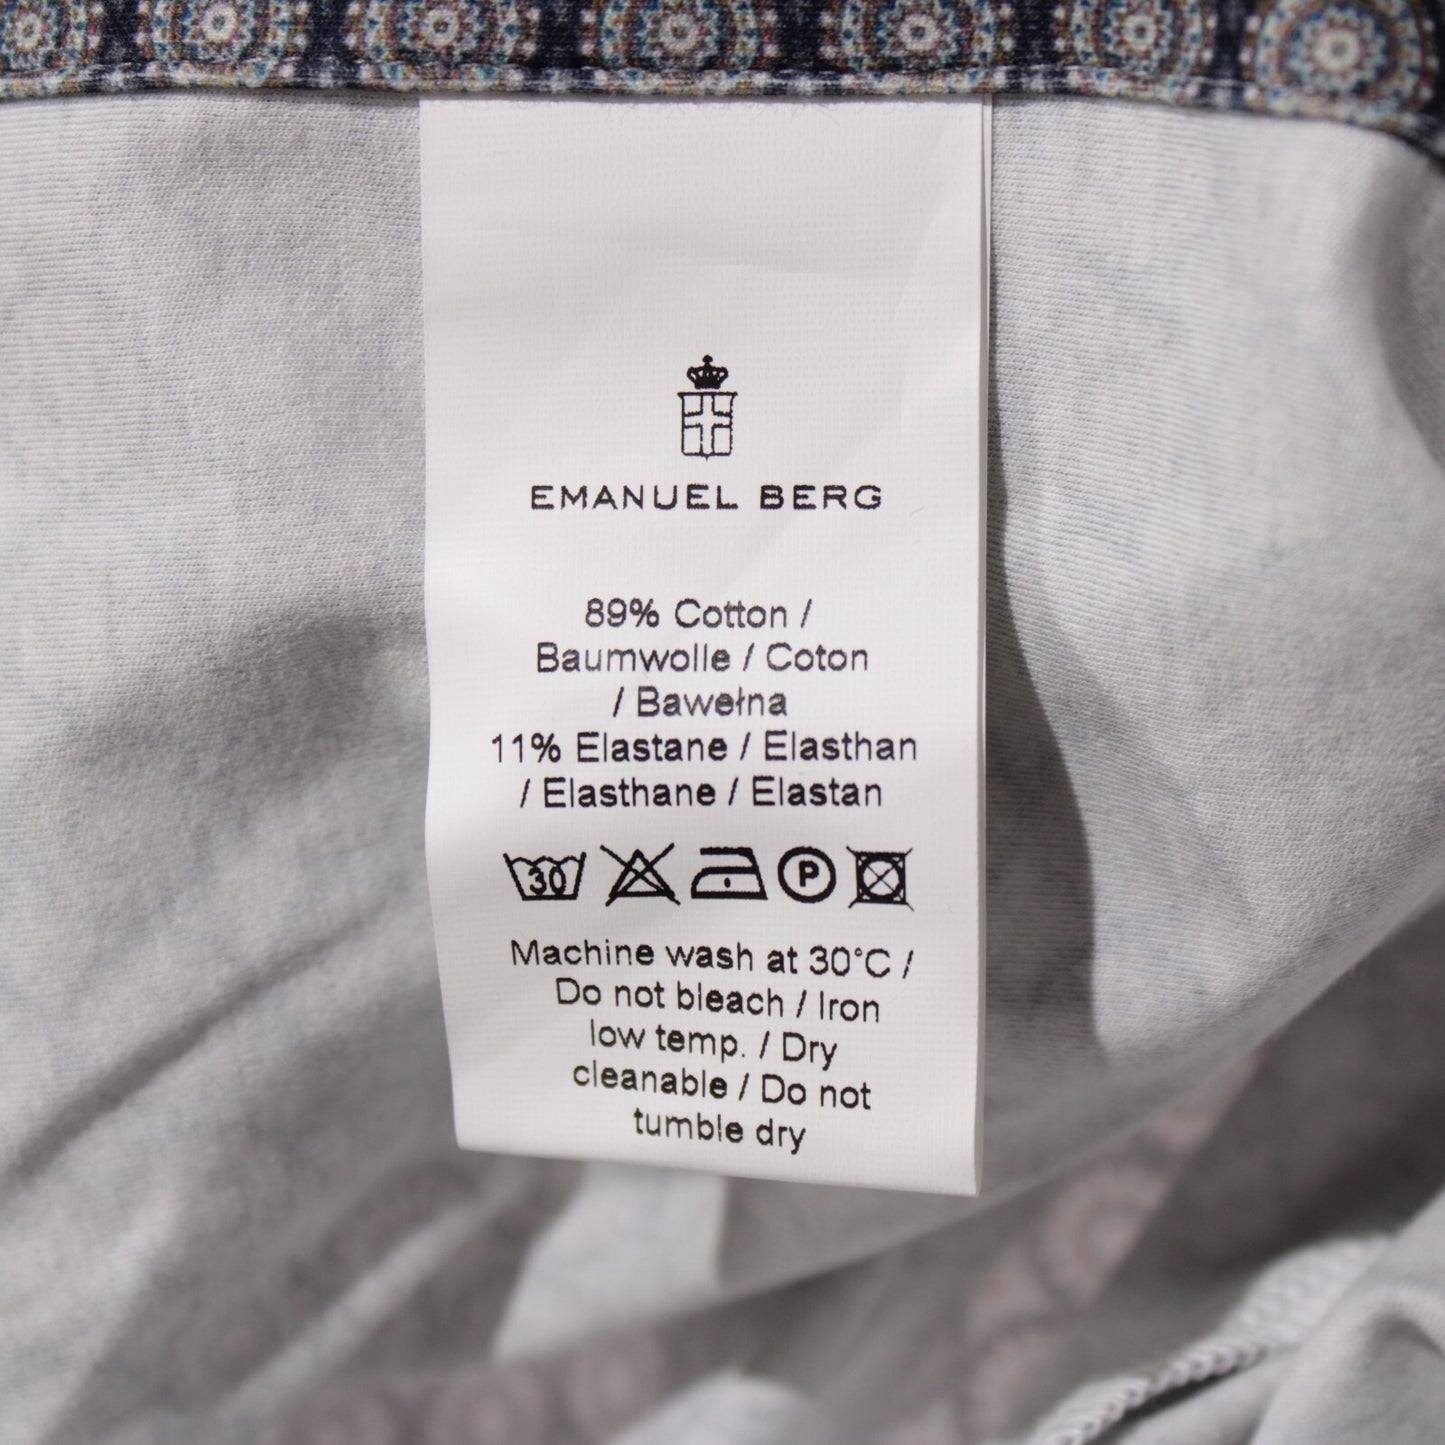 EMANUEL BERG
89% Cotton /
Baumwolle / Coton
/ Bawełna
11% Elastane / Elasthan
/ Elasthane / Elastan
30 P
Machine wash at 30°C /
Do not bleach / Iron
low temp. / Dry
cleanable / Do not
tumble dry